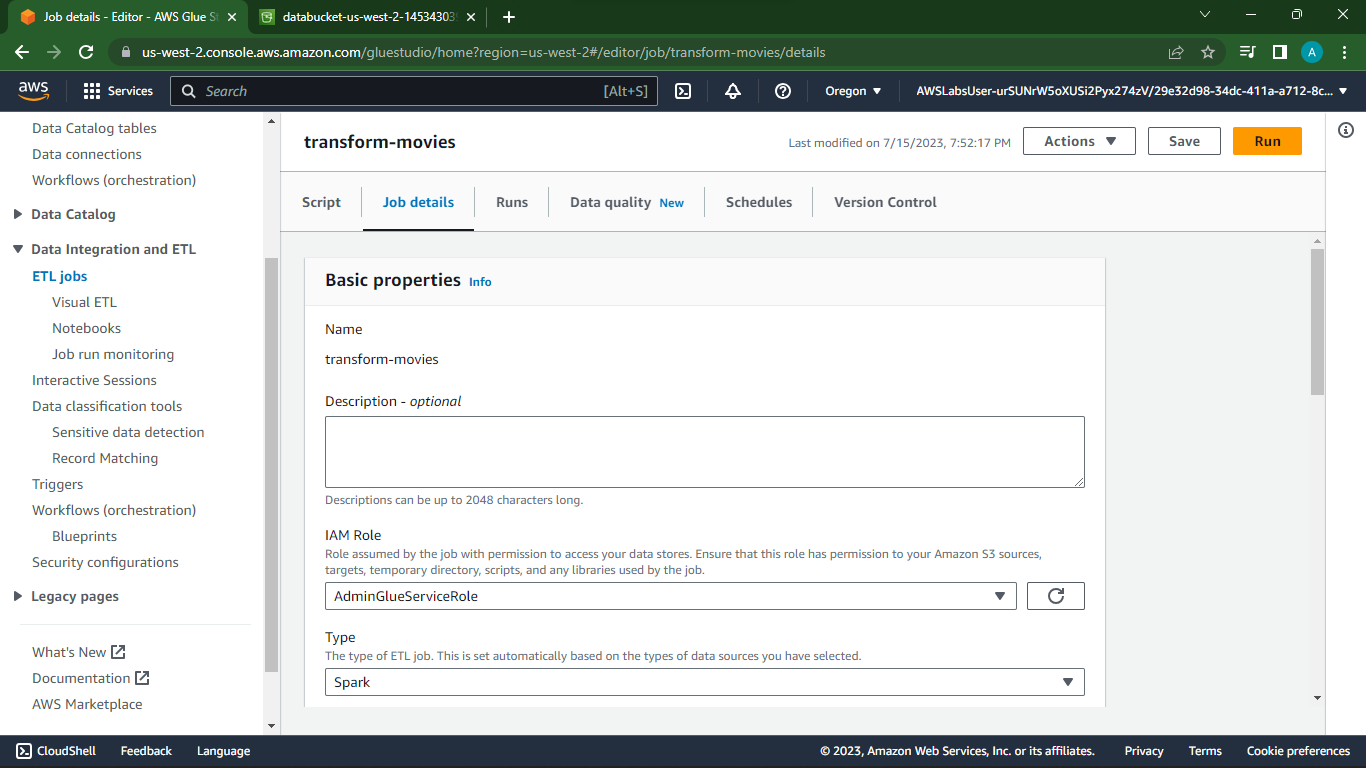 Job details - Editor - AWS Glue S
databucket-us-west-2-14534303
us-west-2.console.aws.amazon.com/gluestudio/home?region=us-west-2#/editor/job/transform-movies/details
A
aws
Services
Search
[Alt+S]
Oregon
AWSLabsUser-urSUNrW5oXUSi2Pyx274zV/29e32d98-34dc-411a-a712-8c...
Data Catalog tables
Data connections
Workflows (orchestration)
Data Catalog
Data Integration and ETL
ETL jobs
Visual ETL
Notebooks
Job run monitoring
Interactive Sessions
Data classification tools
Sensitive data detection
Record Matching
Triggers
Workflows (orchestration)
Blueprints
Security configurations
Legacy pages
What's New
Documentation
AWS Marketplace
transform-movies
Last modified on 7/15/2023, 7:52:17 PM
Actions
Save
Run
Script
Job details
Runs
Data quality New
Schedules
Version Control
Basic properties Info
Name
transform-movies
Description - optional
Descriptions can be up to 2048 characters long.
IAM Role
Role assumed by the job with permission to access your data stores. Ensure that this role has permission to your Amazon S3 sources,
targets, temporary directory, scripts, and any libraries used by the job.
AdminGlueServiceRole
Type
The type of ETL job. This is set automatically based on the types of data sources you have selected.
Spark
CloudShell
Feedback
Language
© 2023, Amazon Web Services, Inc. or its affiliates.
Privacy
Terms
Cookie preferences